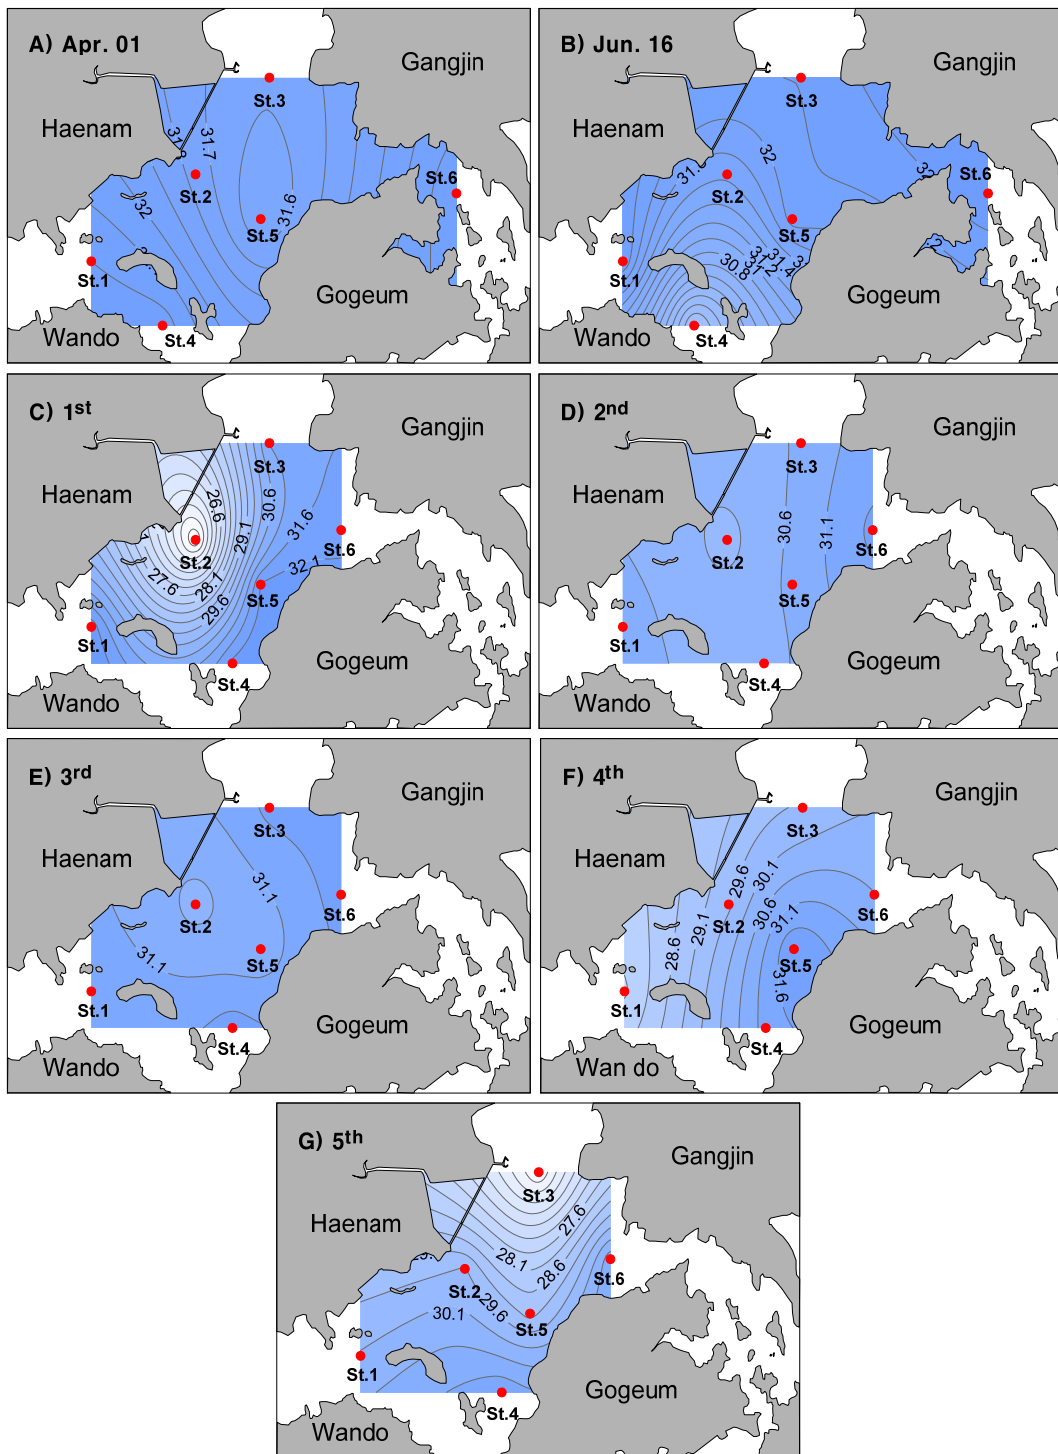 A) Apr. 01
Gangjin
Haenam
St.3
31.7
St.2
St.6
32
31.6
St.5
St.1
Gogeum
Wando
St.4
B) Jun. 16
Gangjin
Haenam
St.3
32
St.6
St.2
St.5
31.4
30.8
St.1
Gogeum
Wando
St.4
C) 1st
Gangjin
Haenam
St.3
26.6
30.6
29.1
31.6
St.6
St.2
32.1
27.6
28.1
29.6
St.5
St.1
Gogeum
Wando
St.4
D) 2nd
Gangjin
Haenam
St.3
30.6
31.1
St.6
St.2
St.5
St.1
Gogeum
Wando
St.4
E) 3rd
Gangjin
Haenam
St.3
31.1
St.6
St.2
31.1
St.5
St.1
Gogeum
Wando
St.4
F) 4th
Gangjin
Haenam
St.3
29.6
30.1
St.2
30.6
29.1
31.1
St.6
28.6
St.5
31.6
St.1
Gogeum
Wan do
St.4
G) 5th
Gangjin
Haenam
St.3
27.6
28.1
28.6
St.6
St.2
29.6
30.1
St.5
St.1
Gogeum
Wando
St.4